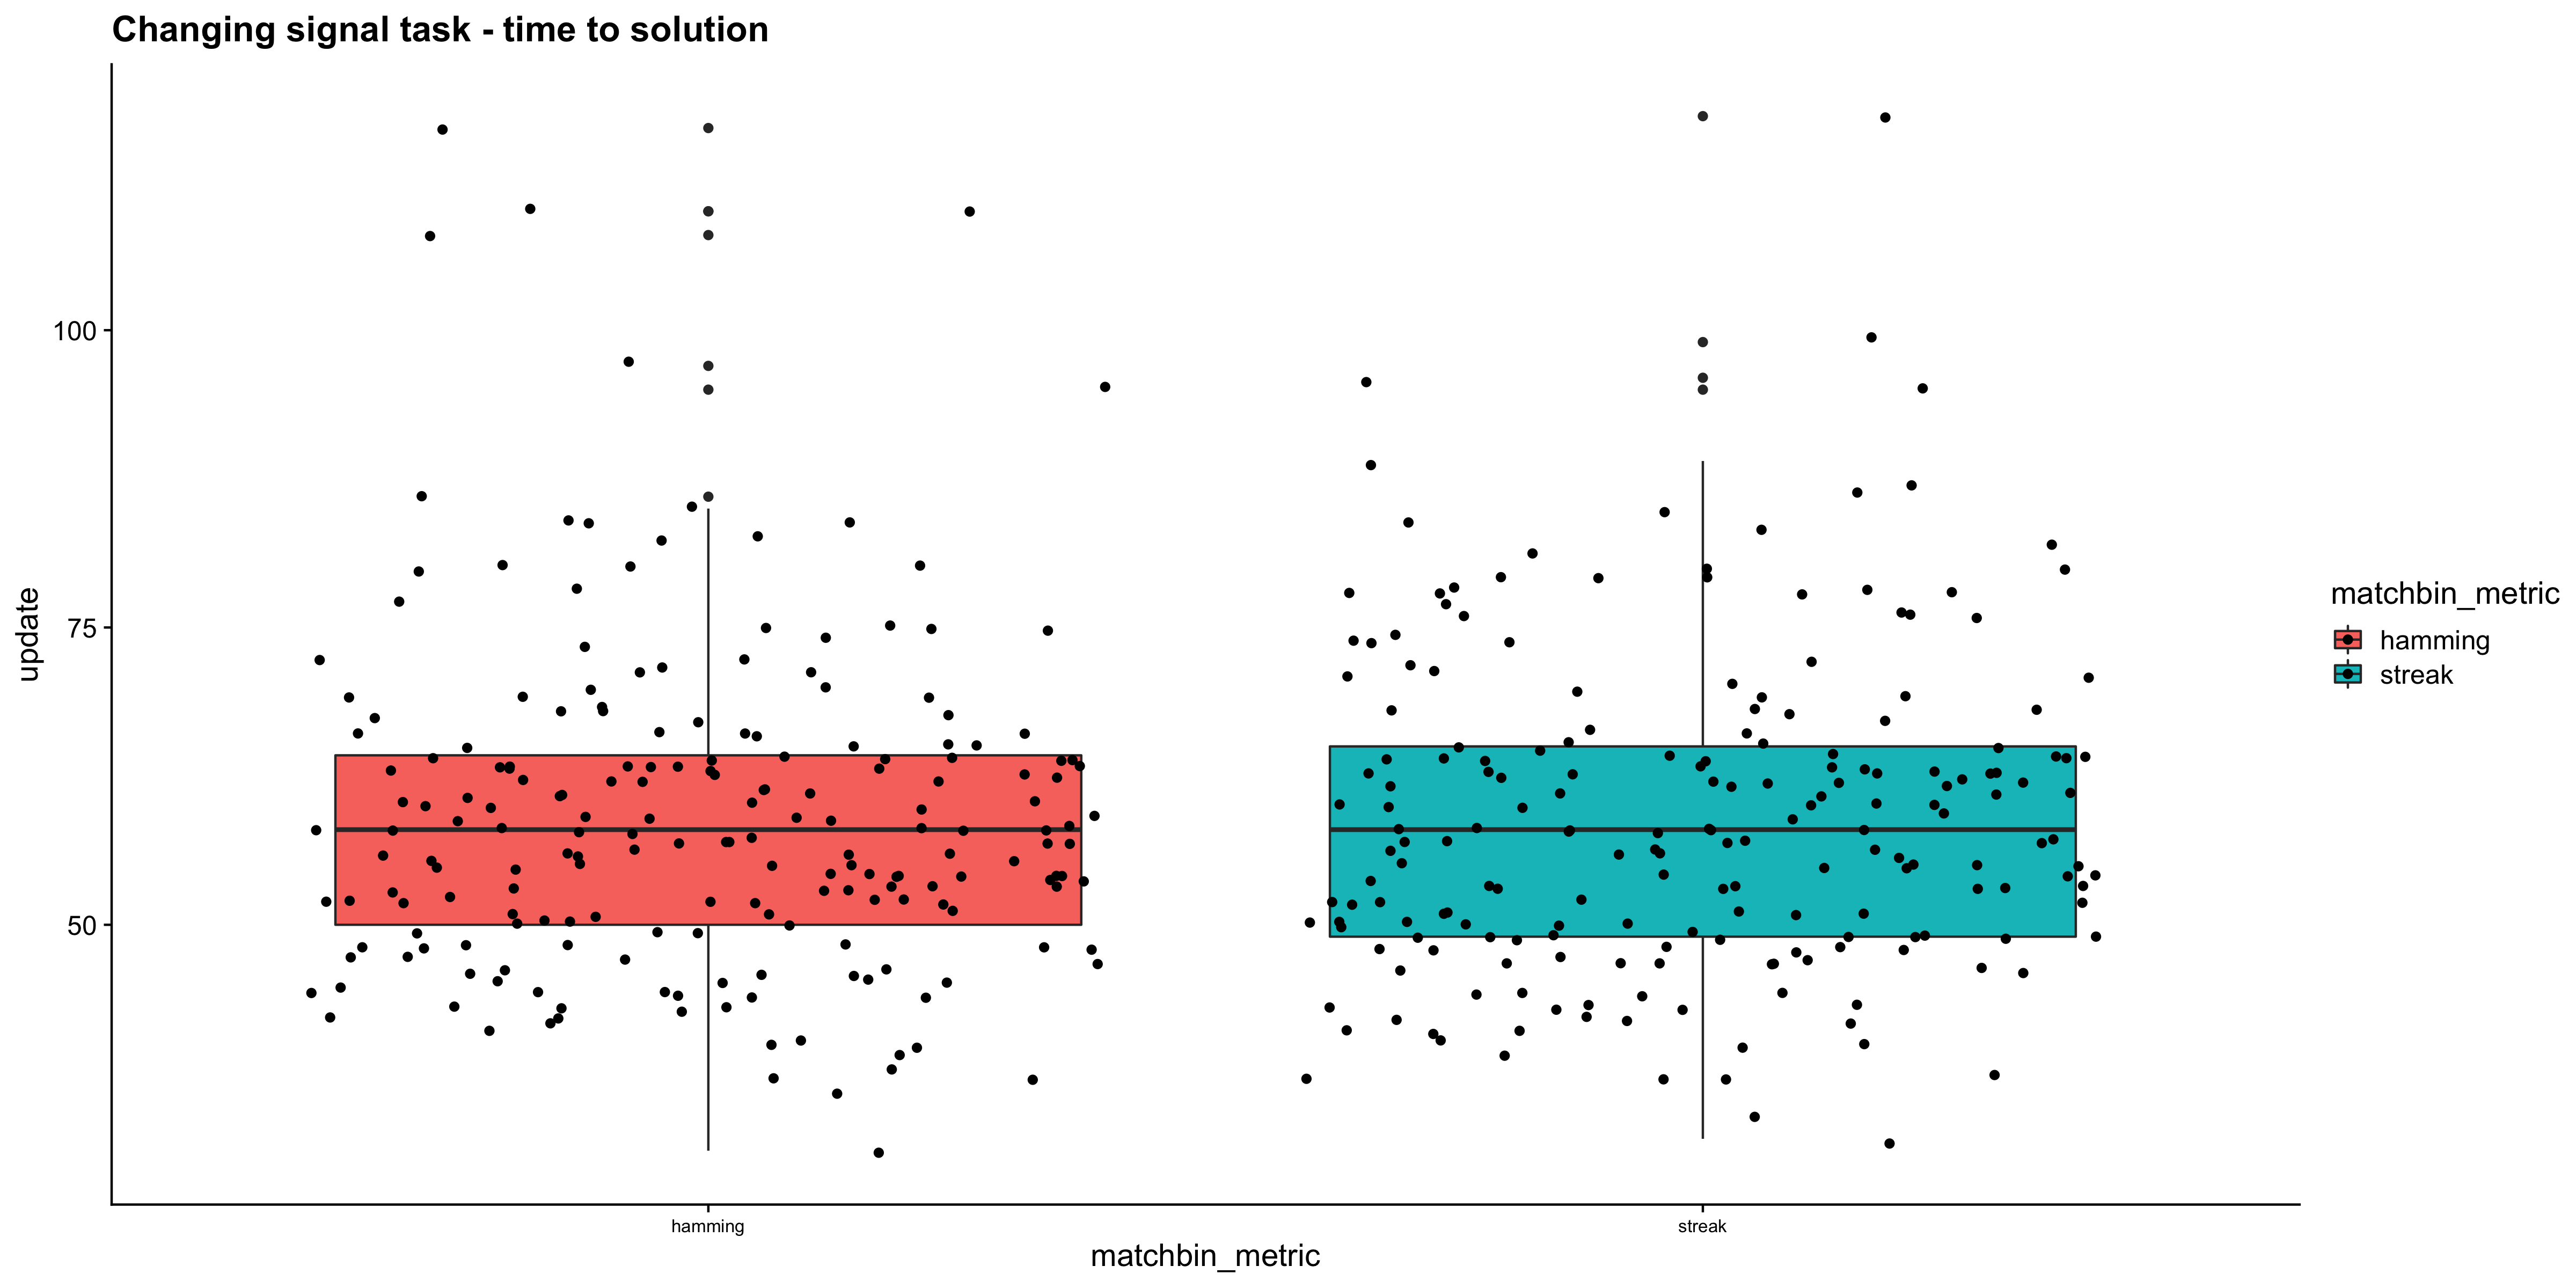 Changing signal task - time to solution
update
100
75
50
hamming
streak
matchbin_metric
matchbin_metric
hamming
streak